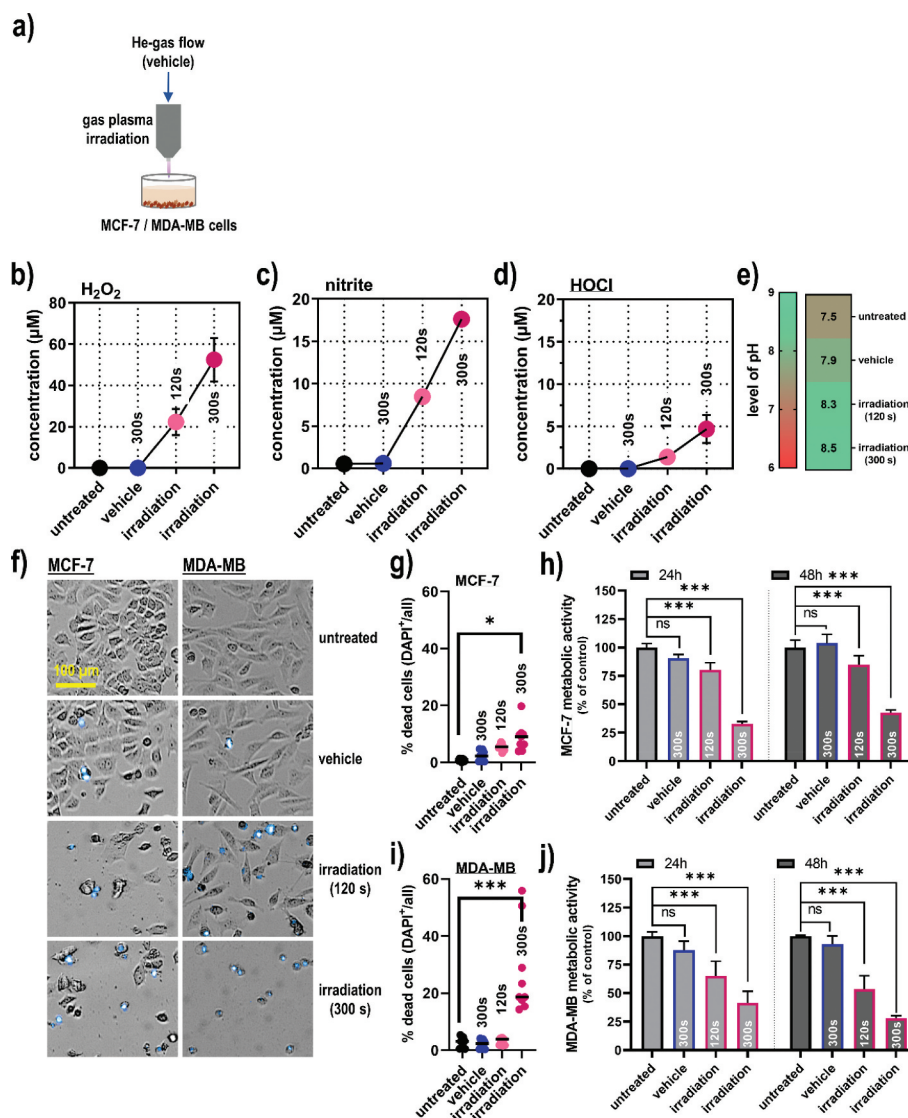 a)
He-gas flow
(vehicle)
gas plasma
irradiation
MCF-7 / MDA-MB cells
b)
H₂O₂
concentration (µM)
80
60
40
20
0
300s
120s
300s
untreated
vehicle
irradiation
irradiation
c)
nitrite
concentration (µM)
20
15
10
5
0
300s
120s
300s
untreated
vehicle
irradiation
irradiation
d)
HOCl
concentration (µM)
20
15
10
5
0
300s
120s
300s
untreated
vehicle
irradiation
irradiation
e)
level of pH
9
8
7
6
7.5 untreated
7.9 vehicle
8.3 irradiation
(120 s)
8.5 irradiation
(300 s)
f)
MCF-7 MDA-MB
100 µm
untreated
vehicle
irradiation
(120 s)
irradiation
(300 s)
g)
MCF-7
% dead cells (DAPI⁺/all)
60
40
20
0
*
300s
120s
300s
untreated
vehicle
irradiation
irradiation
h)
24h
48h
MCF-7 metabolic activity
(% of control)
150
125
100
75
50
25
0
***
***
ns
***
***
ns
300s
120s
300s
300s
120s
300s
untreated
vehicle
irradiation
irradiation
untreated
vehicle
irradiation
irradiation
i)
MDA-MB
% dead cells (DAPI⁺/all)
60
40
20
0
***
300s
120s
300s
untreated
vehicle
irradiation
irradiation
j)
24h
48h
MDA-MB metabolic activity
(% of control)
150
125
100
75
50
25
0
***
***
ns
***
***
ns
300s
120s
300s
300s
120s
300s
untreated
vehicle
irradiation
irradiation
untreated
vehicle
irradiation
irradiation